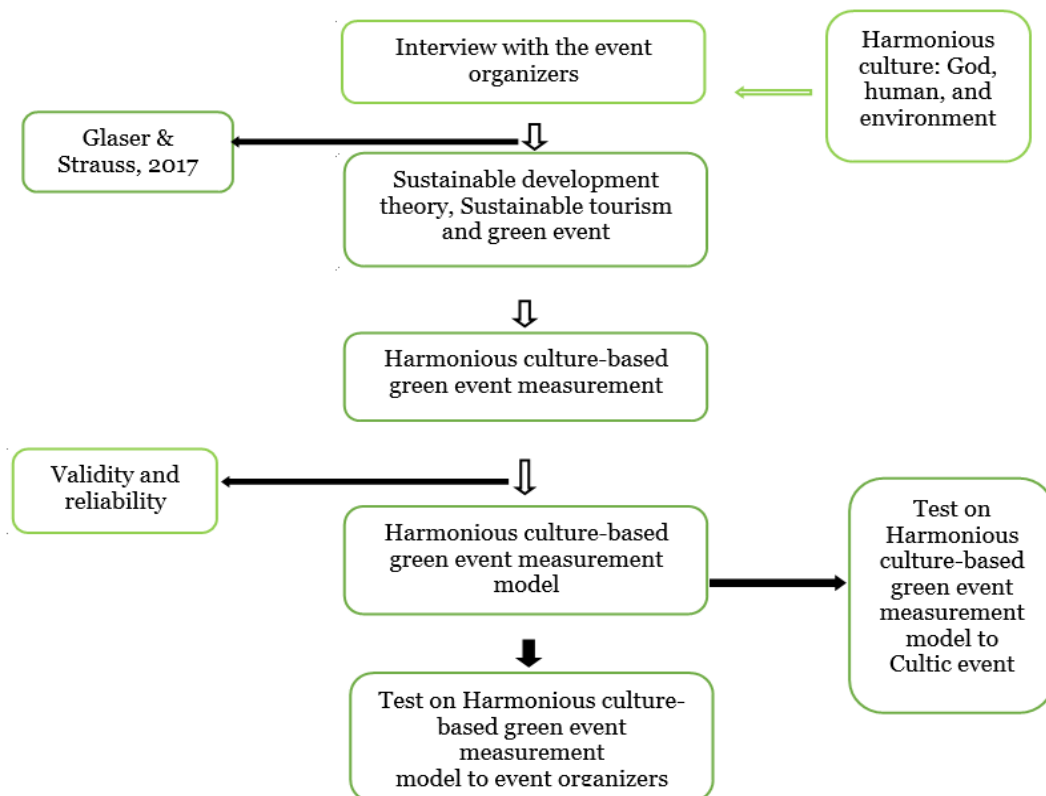 Interview with the event
organizers
Harmonious
culture: God,
human, and
environment
Glaser &
Strauss, 2017
Sustainable development
theory, Sustainable tourism
and green event
Harmonious culture-based
green event measurement
Validity and
reliability
Harmonious culture-based
green event measurement
model
Test on
Harmonious
culture-based
green event
measurement
model to
Cultic event
Test on Harmonious culture-
based green event
measurement
model to event organizers